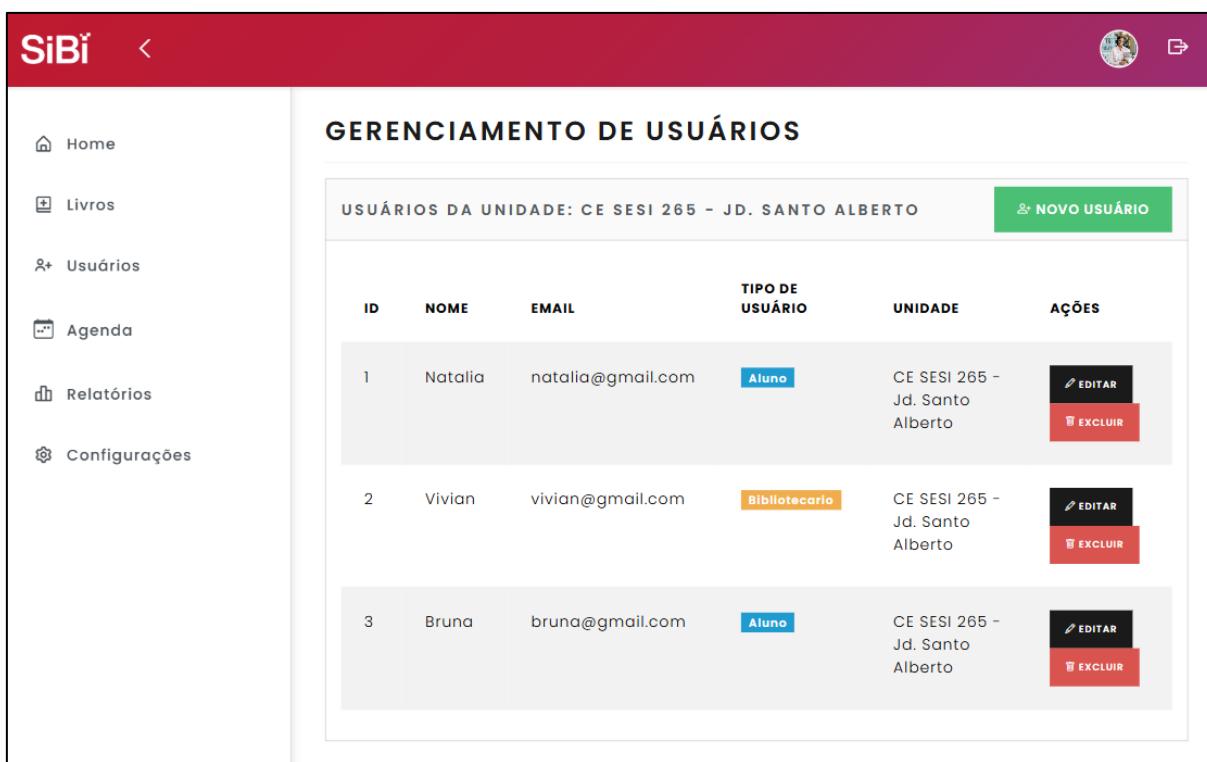 SiBi
GERENCIAMENTO DE USUÁRIOS
Home
Livros
Usuários
Agenda
Relatórios
Configurações
USUÁRIOS DA UNIDADE: CE SESI 265 - JD. SANTO ALBERTO
NOVO USUÁRIO
ID NOME EMAIL TIPO DE USUÁRIO UNIDADE AÇÕES
1 Natalia natalia@gmail.com Aluno CE SESI 265 -
Jd. Santo
Alberto
EDITAR
EXCLUIR
2 Vivian vivian@gmail.com Bibliotecario CE SESI 265 -
Jd. Santo
Alberto
EDITAR
EXCLUIR
3 Bruna bruna@gmail.com Aluno CE SESI 265 -
Jd. Santo
Alberto
EDITAR
EXCLUIR